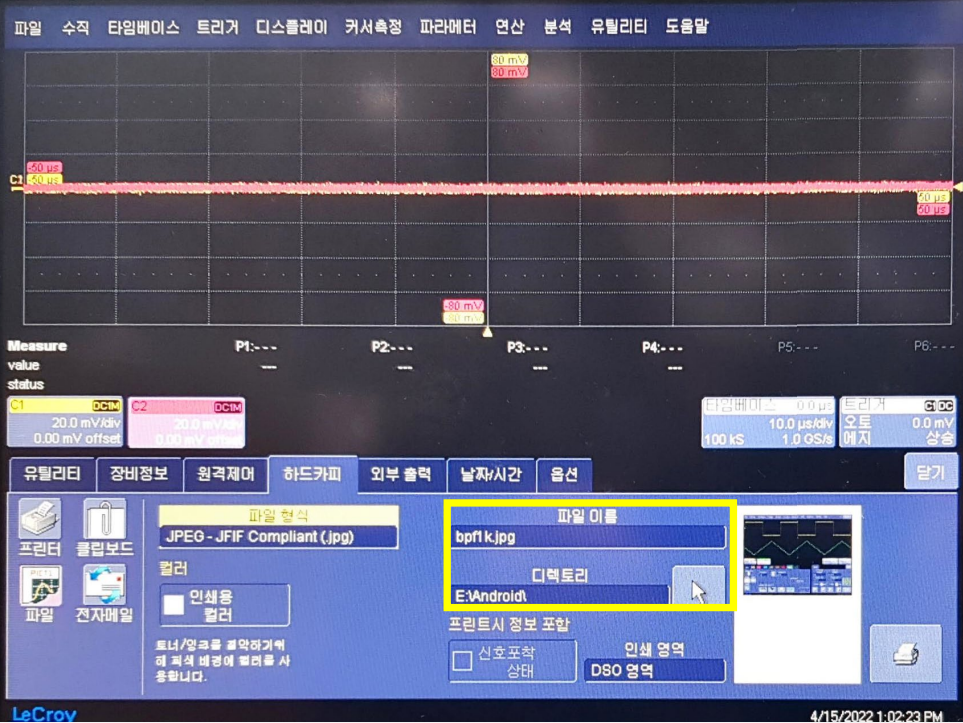 파일 수직 타임베이스 트리거 디스플레이 커서측정 파라메터 연산 분석 유틸리티 도움말
80 mV
80 mV
-50 µs
C1 -50 µs
50 µs
50 µs
-80 mV
-80 mV
Measure P1:--- P2:--- P3:--- P4:--- P5:--- P6:---
value --- --- --- ---
status
C1 DC1M
20.0 mV/div
0.00 mV offset
C2 DC1M
20.0 mV/div
0.00 mV offset
타임베이스 0.0 µs
10.0 µs/div
100 kS 1.0 GS/s
트리거 C1 DC
오토 0.0 mV
에지 상승
유틸리티 장비정보 원격제어 하드카피 외부 출력 날짜/시간 옵션 닫기
프린터 클립보드
파일 전자메일
파일 형식
JPEG - JFIF Compliant (.jpg)
컬러
인쇄용
컬러
토너/잉크를 절약하기위
해 흰색 배경에 컬러를 사
용합니다.
파일 이름
bpf1k.jpg
디렉토리
E:\Android\
프린트시 정보 포함
신호포착
상태
인쇄 영역
DSO 영역
LeCroy
4/15/2022 1:02:23 PM